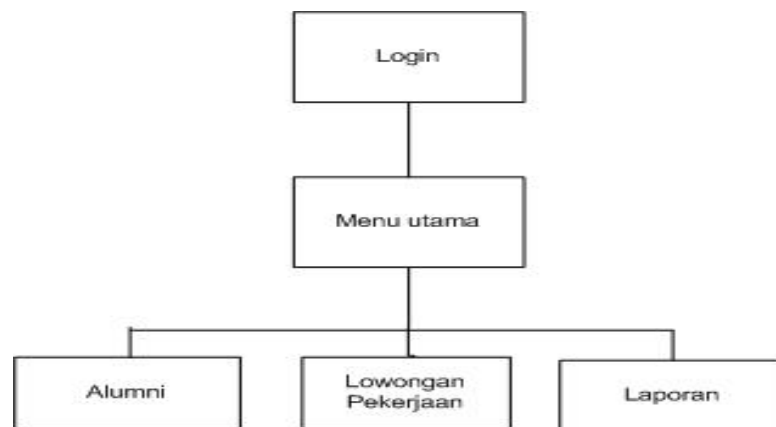 Login
Menu utama
Alumni
Lowongan
Pekerjaan
Laporan